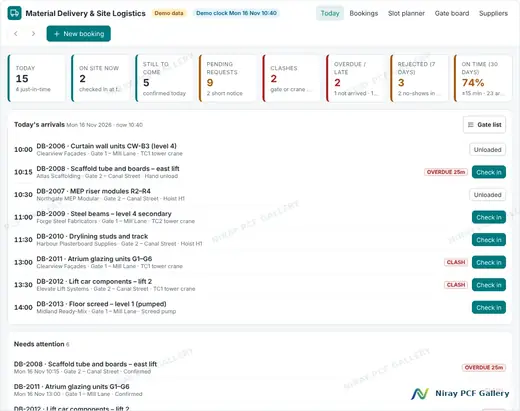 Material Delivery & Site Logistics
Demo data
Demo clock Mon 16 Nov 10:40
Today
Bookings
Slot planner
Gate board
Suppliers
+ New booking
TODAY
15
4 just-in-time
ON SITE NOW
2
checked in at t...
STILL TO COME
5
confirmed today
PENDING REQUESTS
9
2 short notice
CLASHES
2
gate or crane ...
OVERDUE / LATE
2
1 not arrived · 1...
REJECTED (7 DAYS)
3
2 no-shows in ...
ON TIME (30 DAYS)
74%
±15 min · 23 ar...
Today's arrivals Mon 16 Nov 2026 · now 10:40
Gate list
10:00 DB-2006 · Curtain wall units CW-B3 (level 4)
Clearview Façades · Gate 1 – Mill Lane · TC1 tower crane
Unloaded
10:15 DB-2008 · Scaffold tube and boards – east lift
Atlas Scaffolding · Gate 2 – Canal Street · Hand unload
OVERDUE 25m
Check in
10:30 DB-2007 · MEP riser modules R2–R4
Northgate MEP Modular · Gate 2 – Canal Street · Hoist H1
Unloaded
11:00 DB-2009 · Steel beams – level 4 secondary
Forge Steel Fabricators · Gate 1 – Mill Lane · TC2 tower crane
Check in
11:30 DB-2010 · Drylining studs and track
Harbour Plasterboard Supplies · Gate 2 – Canal Street · Hoist H1
Check in
13:00 DB-2011 · Atrium glazing units G1–G6
Clearview Façades · Gate 1 – Mill Lane · TC1 tower crane
CLASH
Check in
13:30 DB-2012 · Lift car components – lift 2
Elevate Lift Systems · Gate 2 – Canal Street · TC1 tower crane
CLASH
Check in
14:00 DB-2013 · Floor screed – level 1 (pumped)
Midland Ready-Mix · Gate 1 – Mill Lane · Screed pump
Check in
Needs attention 6
DB-2008 · Scaffold tube and boards – east lift
Mon 16 Nov 10:15 · Gate 2 – Canal Street · Confirmed
OVERDUE 25m
DB-2011 · Atrium glazing units G1–G6
Mon 16 Nov 13:00 · Gate 1 – Mill Lane · Confirmed
DB-2012 · Lift car components – lift 2
Niray PCF Gallery